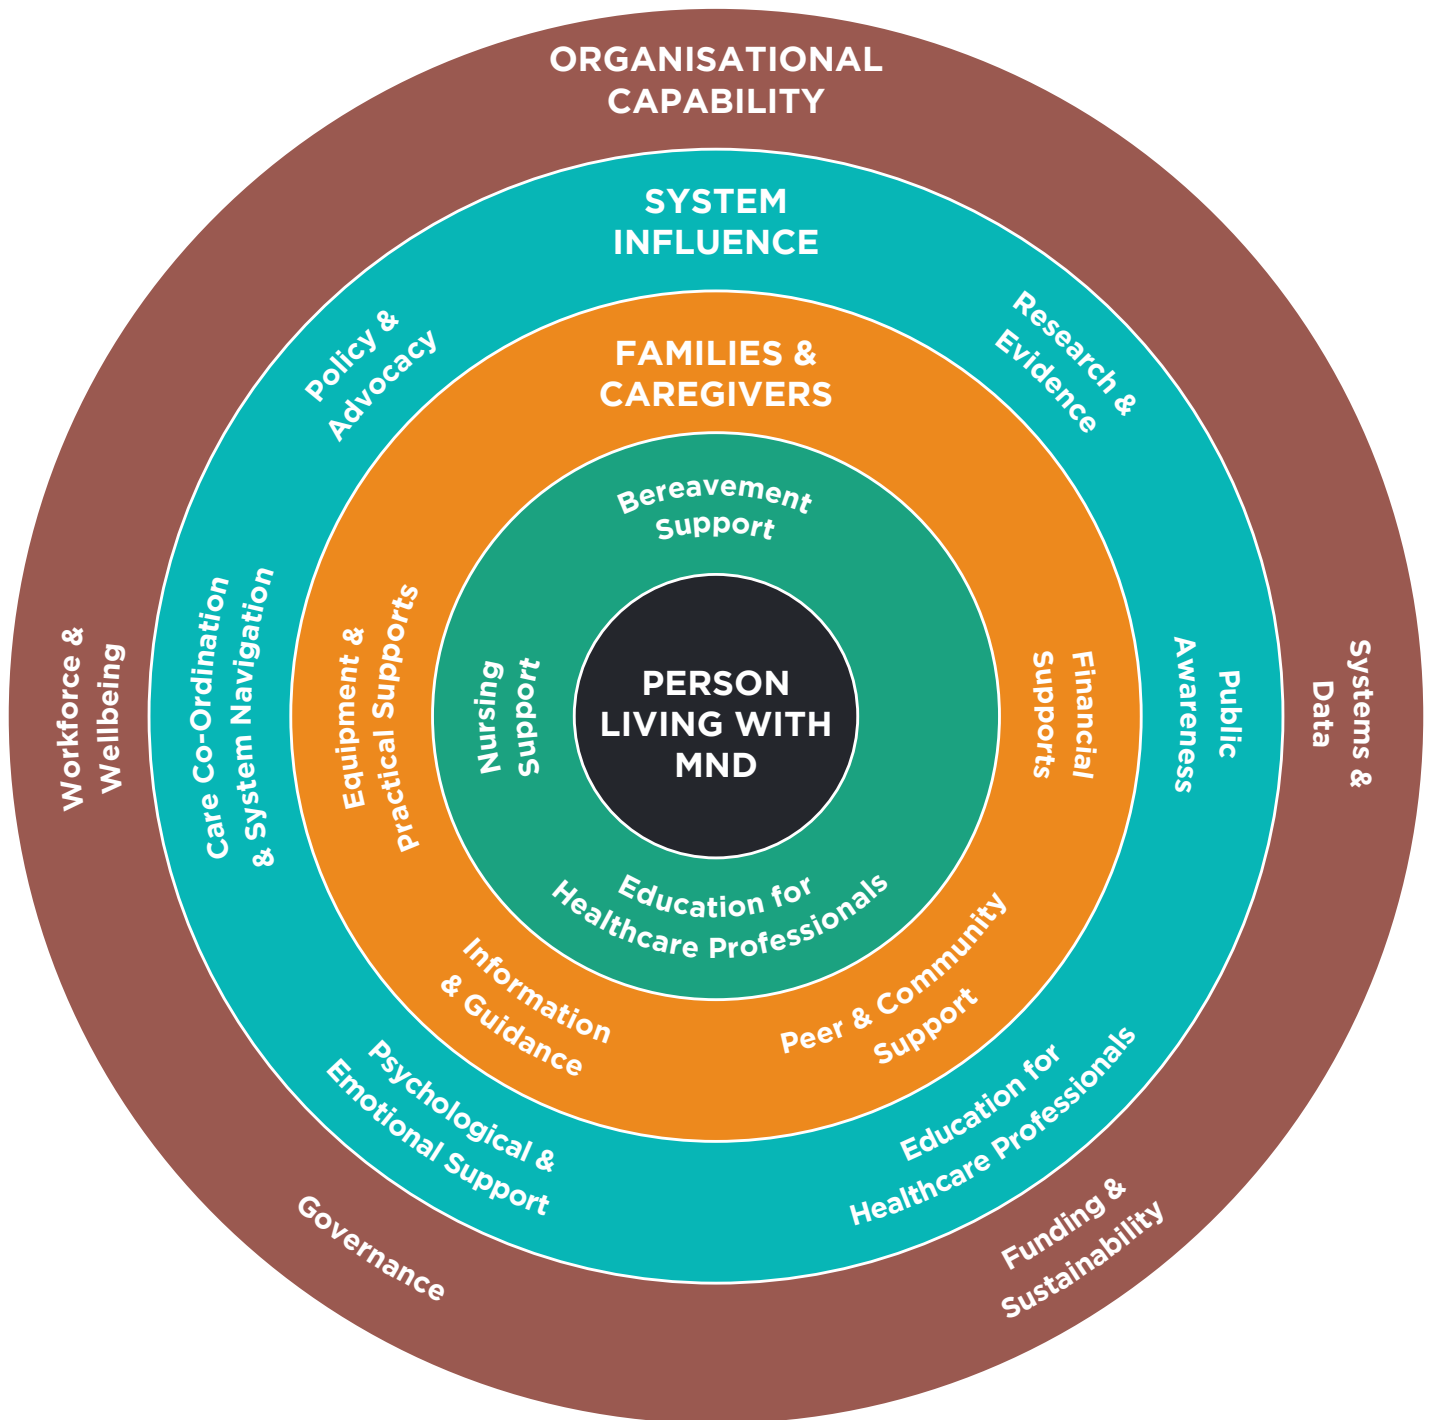 ORGANISATIONAL
CAPABILITY
SYSTEM
INFLUENCE
Policy &
Advocacy
Research &
Evidence
FAMILIES &
CAREGIVERS
Bereavement
Support
PERSON
LIVING WITH
MND
Nursing
Support
Equipment &
Practical Supports
Care Co-Ordination
& System Navigation
Workforce &
Wellbeing
Financial
Supports
Public
Awareness
Systems &
Data
Education for
Healthcare Professionals
Information
& Guidance
Peer & Community
Support
Psychological &
Emotional Support
Education for
Healthcare Professionals
Governance
Funding &
Sustainability